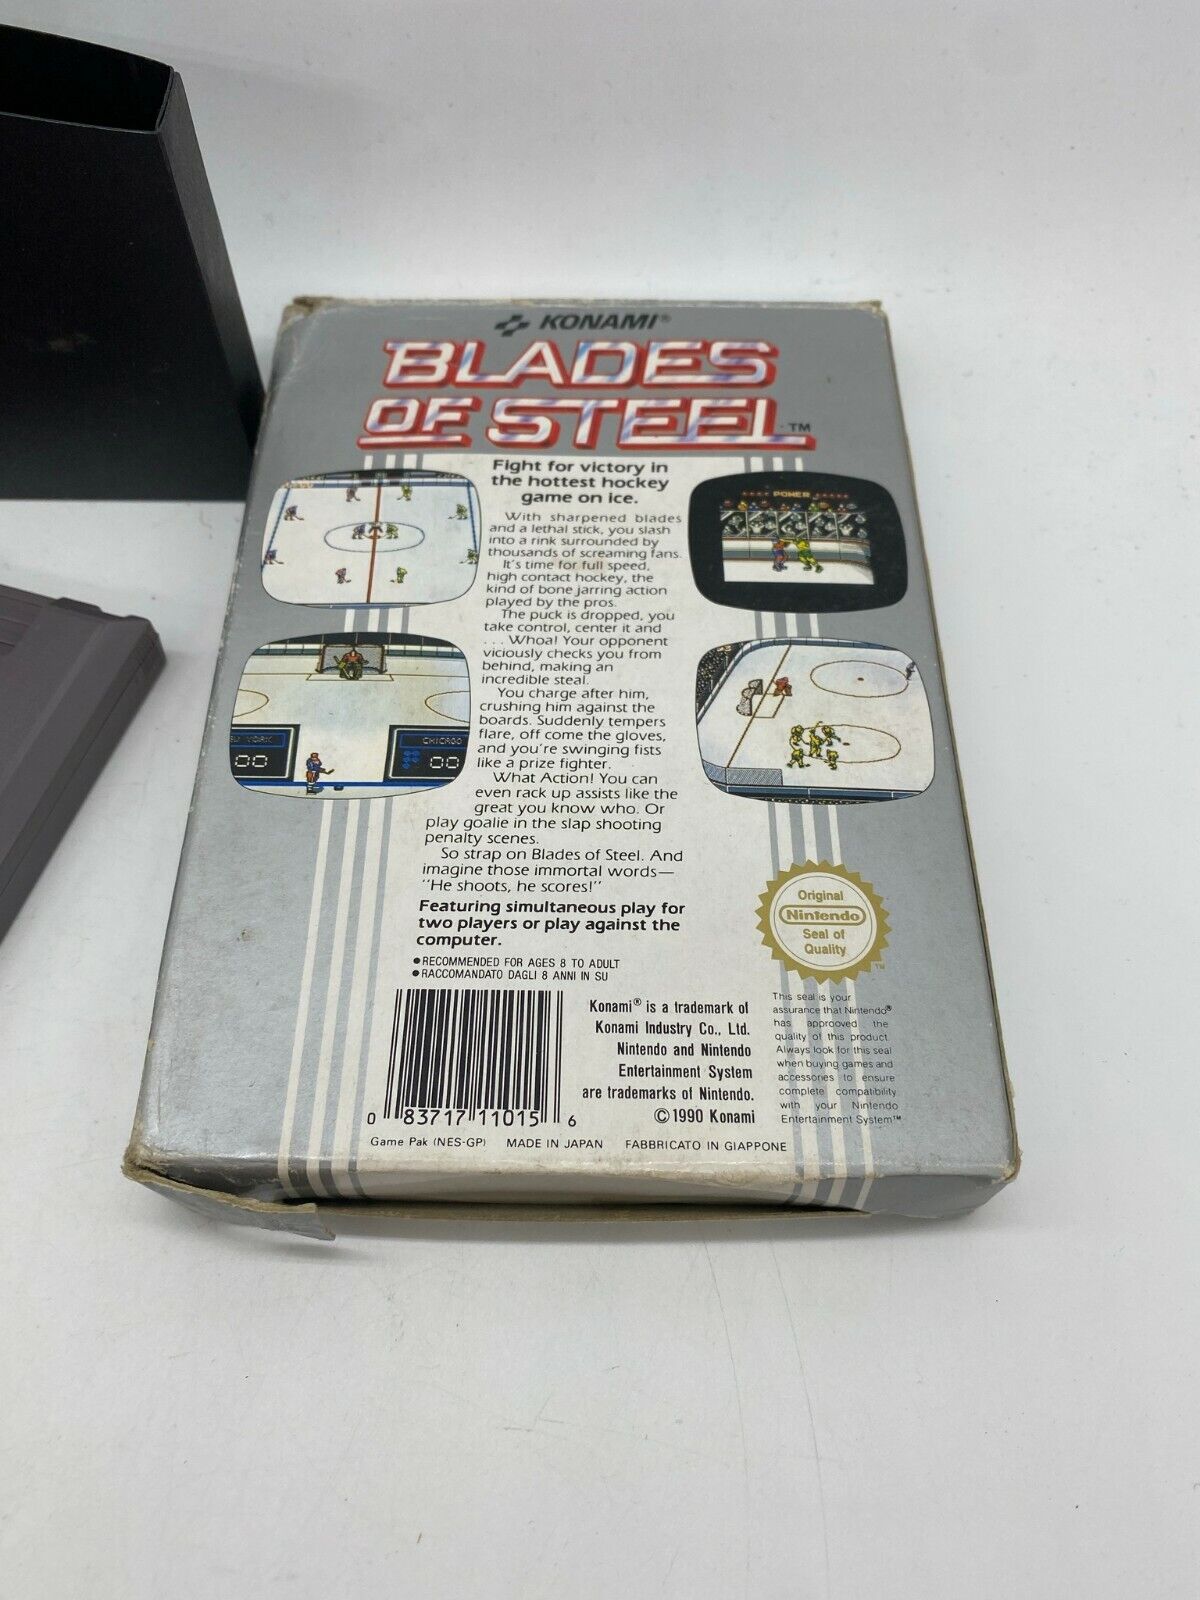 KONAMI®
BLADES
OF STEEL™
Fight for victory in
the hottest hockey
game on ice.
With sharpened blades
and a lethal stick, you slash
into a rink surrounded by
thousands of screaming fans.
It's time for full speed,
high contact hockey, the
kind of bone jarring action
played by the pros.
The puck is dropped, you
take control, center it and
. . . Whoa! Your opponent
viciously checks you from
behind, making an
incredible steal.
You charge after him,
crushing him against the
boards. Suddenly tempers
flare, off come the gloves,
and you're swinging fists
like a prize fighter.
What Action! You can
even rack up assists like the
great you know who. Or
play goalie in the slap shooting
penalty scenes.
So strap on Blades of Steel. And
imagine those immortal words—
"He shoots, he scores!"
Featuring simultaneous play for
two players or play against the
computer.
● RECOMMENDED FOR AGES 8 TO ADULT
● RACCOMANDATO DAGLI 8 ANNI IN SU
POWER
YORK
00
CHICAGO
00
Original
Nintendo
Seal of
Quality
TM
This seal is your
assurance that Nintendo®
has approoved the
quality of this product.
Always look for this seal
when buying games and
accessories to ensure
complete compatibility
with your Nintendo
Entertainment System™
Konami® is a trademark of
Konami Industry Co., Ltd.
Nintendo and Nintendo
Entertainment System
are trademarks of Nintendo.
©1990 Konami
0 83717 11015 6
Game Pak (NES-GP) MADE IN JAPAN FABBRICATO IN GIAPPONE